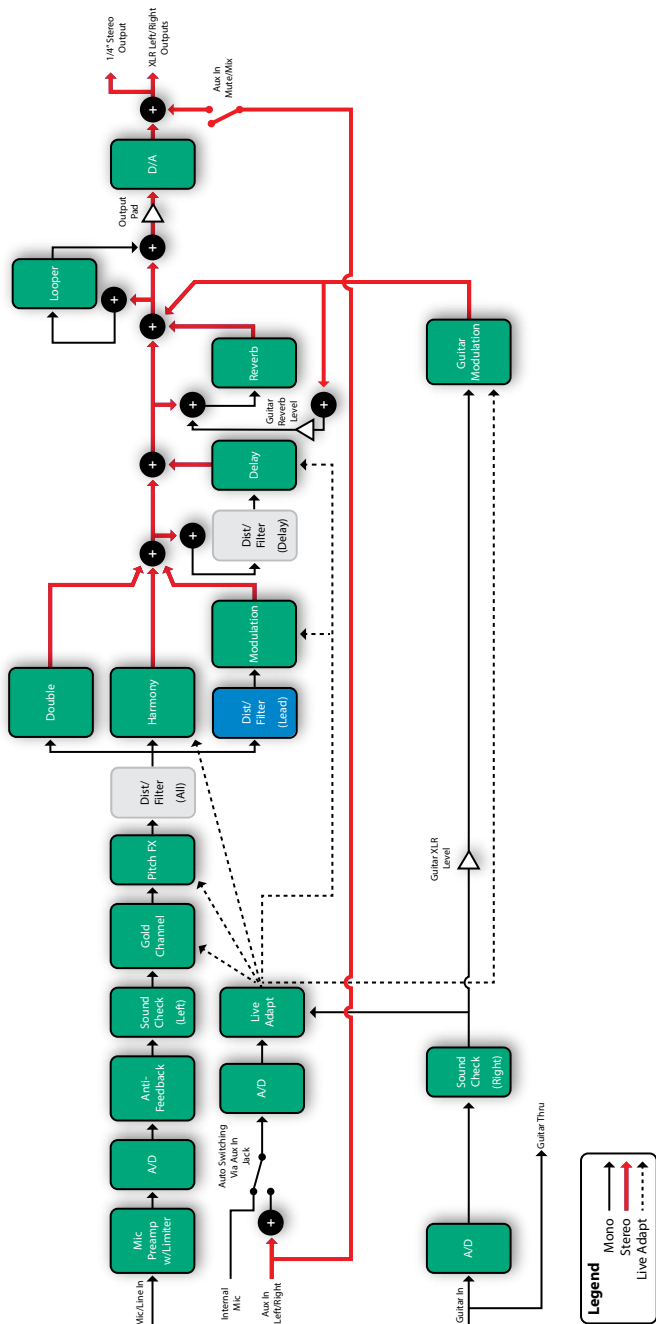 Mic/Line In
Mic
Preamp
w/Limiter
A/D
Anti-
Feedback
Sound
Check
(Left)
Gold
Channel
Pitch FX
Dist/
Filter
(All)
Double
Harmony
Dist/
Filter
(Lead)
Modulation
Dist/
Filter
(Delay)
Delay
Guitar
Reverb
Level
Reverb
Looper
Output
Pad
D/A
1/4" Stereo
Output
XLR Left/Right
Outputs
Aux In
Mute/Mix
Internal
Mic
Aux In
Left/Right
Auto Switching
Via Aux In
Jack
A/D
Live
Adapt
Guitar In
A/D
Guitar Thru
Sound
Check
(Right)
Guitar XLR
Level
Guitar
Modulation
+
+
+
+
+
+
+
+
+
Legend
Mono
Stereo
Live Adapt